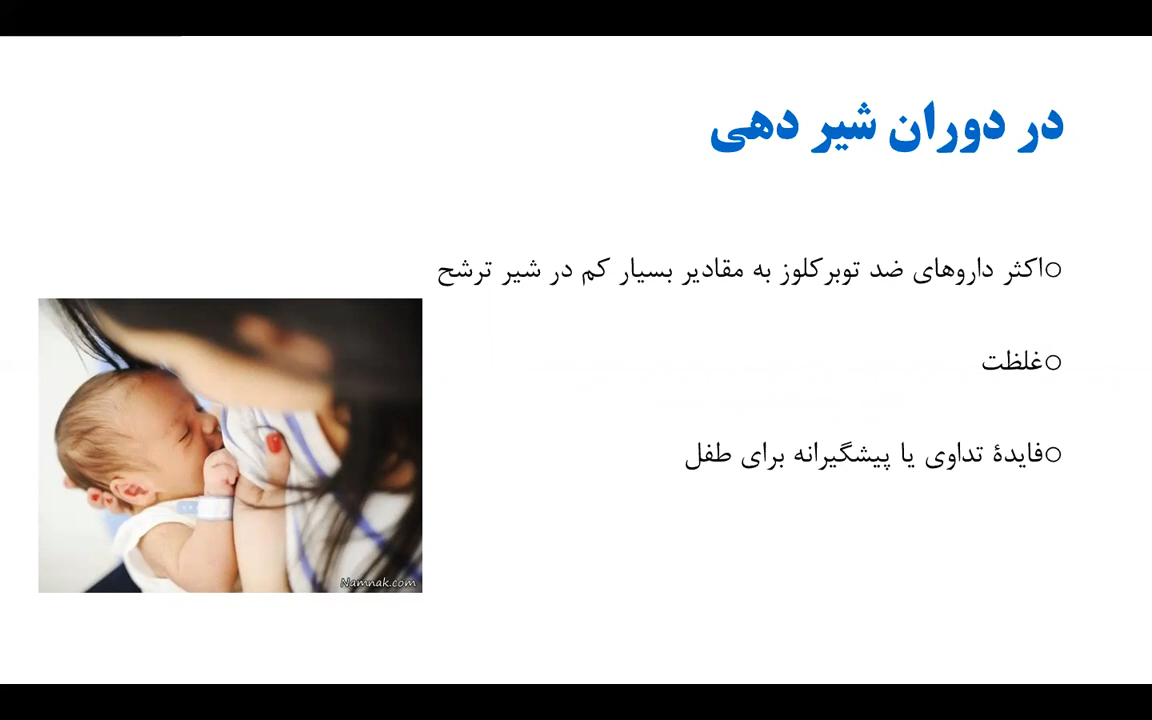 در دوران شیر دهی
○اکثر داروهای ضد توبرکلوز به مقادیر بسیار کم در شیر ترشح
○غلظت
○فایدهٔ تداوی یا پیشگیرانه برای طفل
Namnak.com